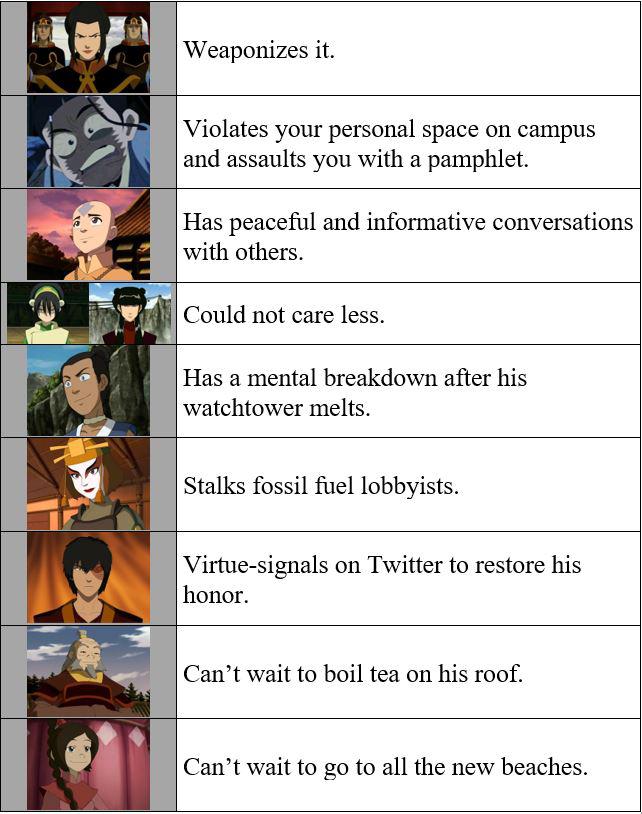 Weaponizes it.
Violates your personal space on campus
and assaults you with a pamphlet.
Has peaceful and informative conversations
with others.
Could not care less.
Has a mental breakdown after his
watchtower melts.
Stalks fossil fuel lobbyists.
Virtue-signals on Twitter to restore his
honor.
Can’t wait to boil tea on his roof.
Can’t wait to go to all the new beaches.